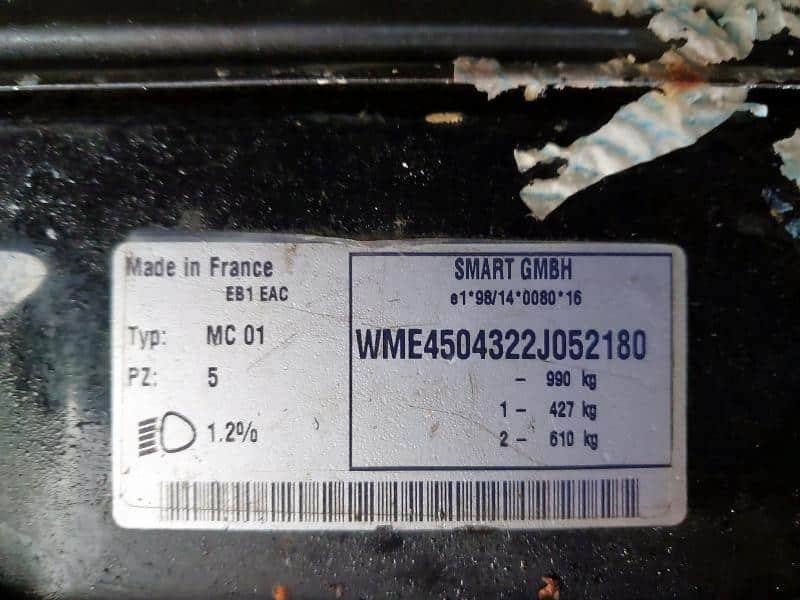 Made in France
EB1 EAC
Typ: MC 01
PZ: 5
1.2%
SMART GMBH
e1*98/14*0080*16
WME4504322J052180
- 990 kg
1- 427 kg
2- 610 kg